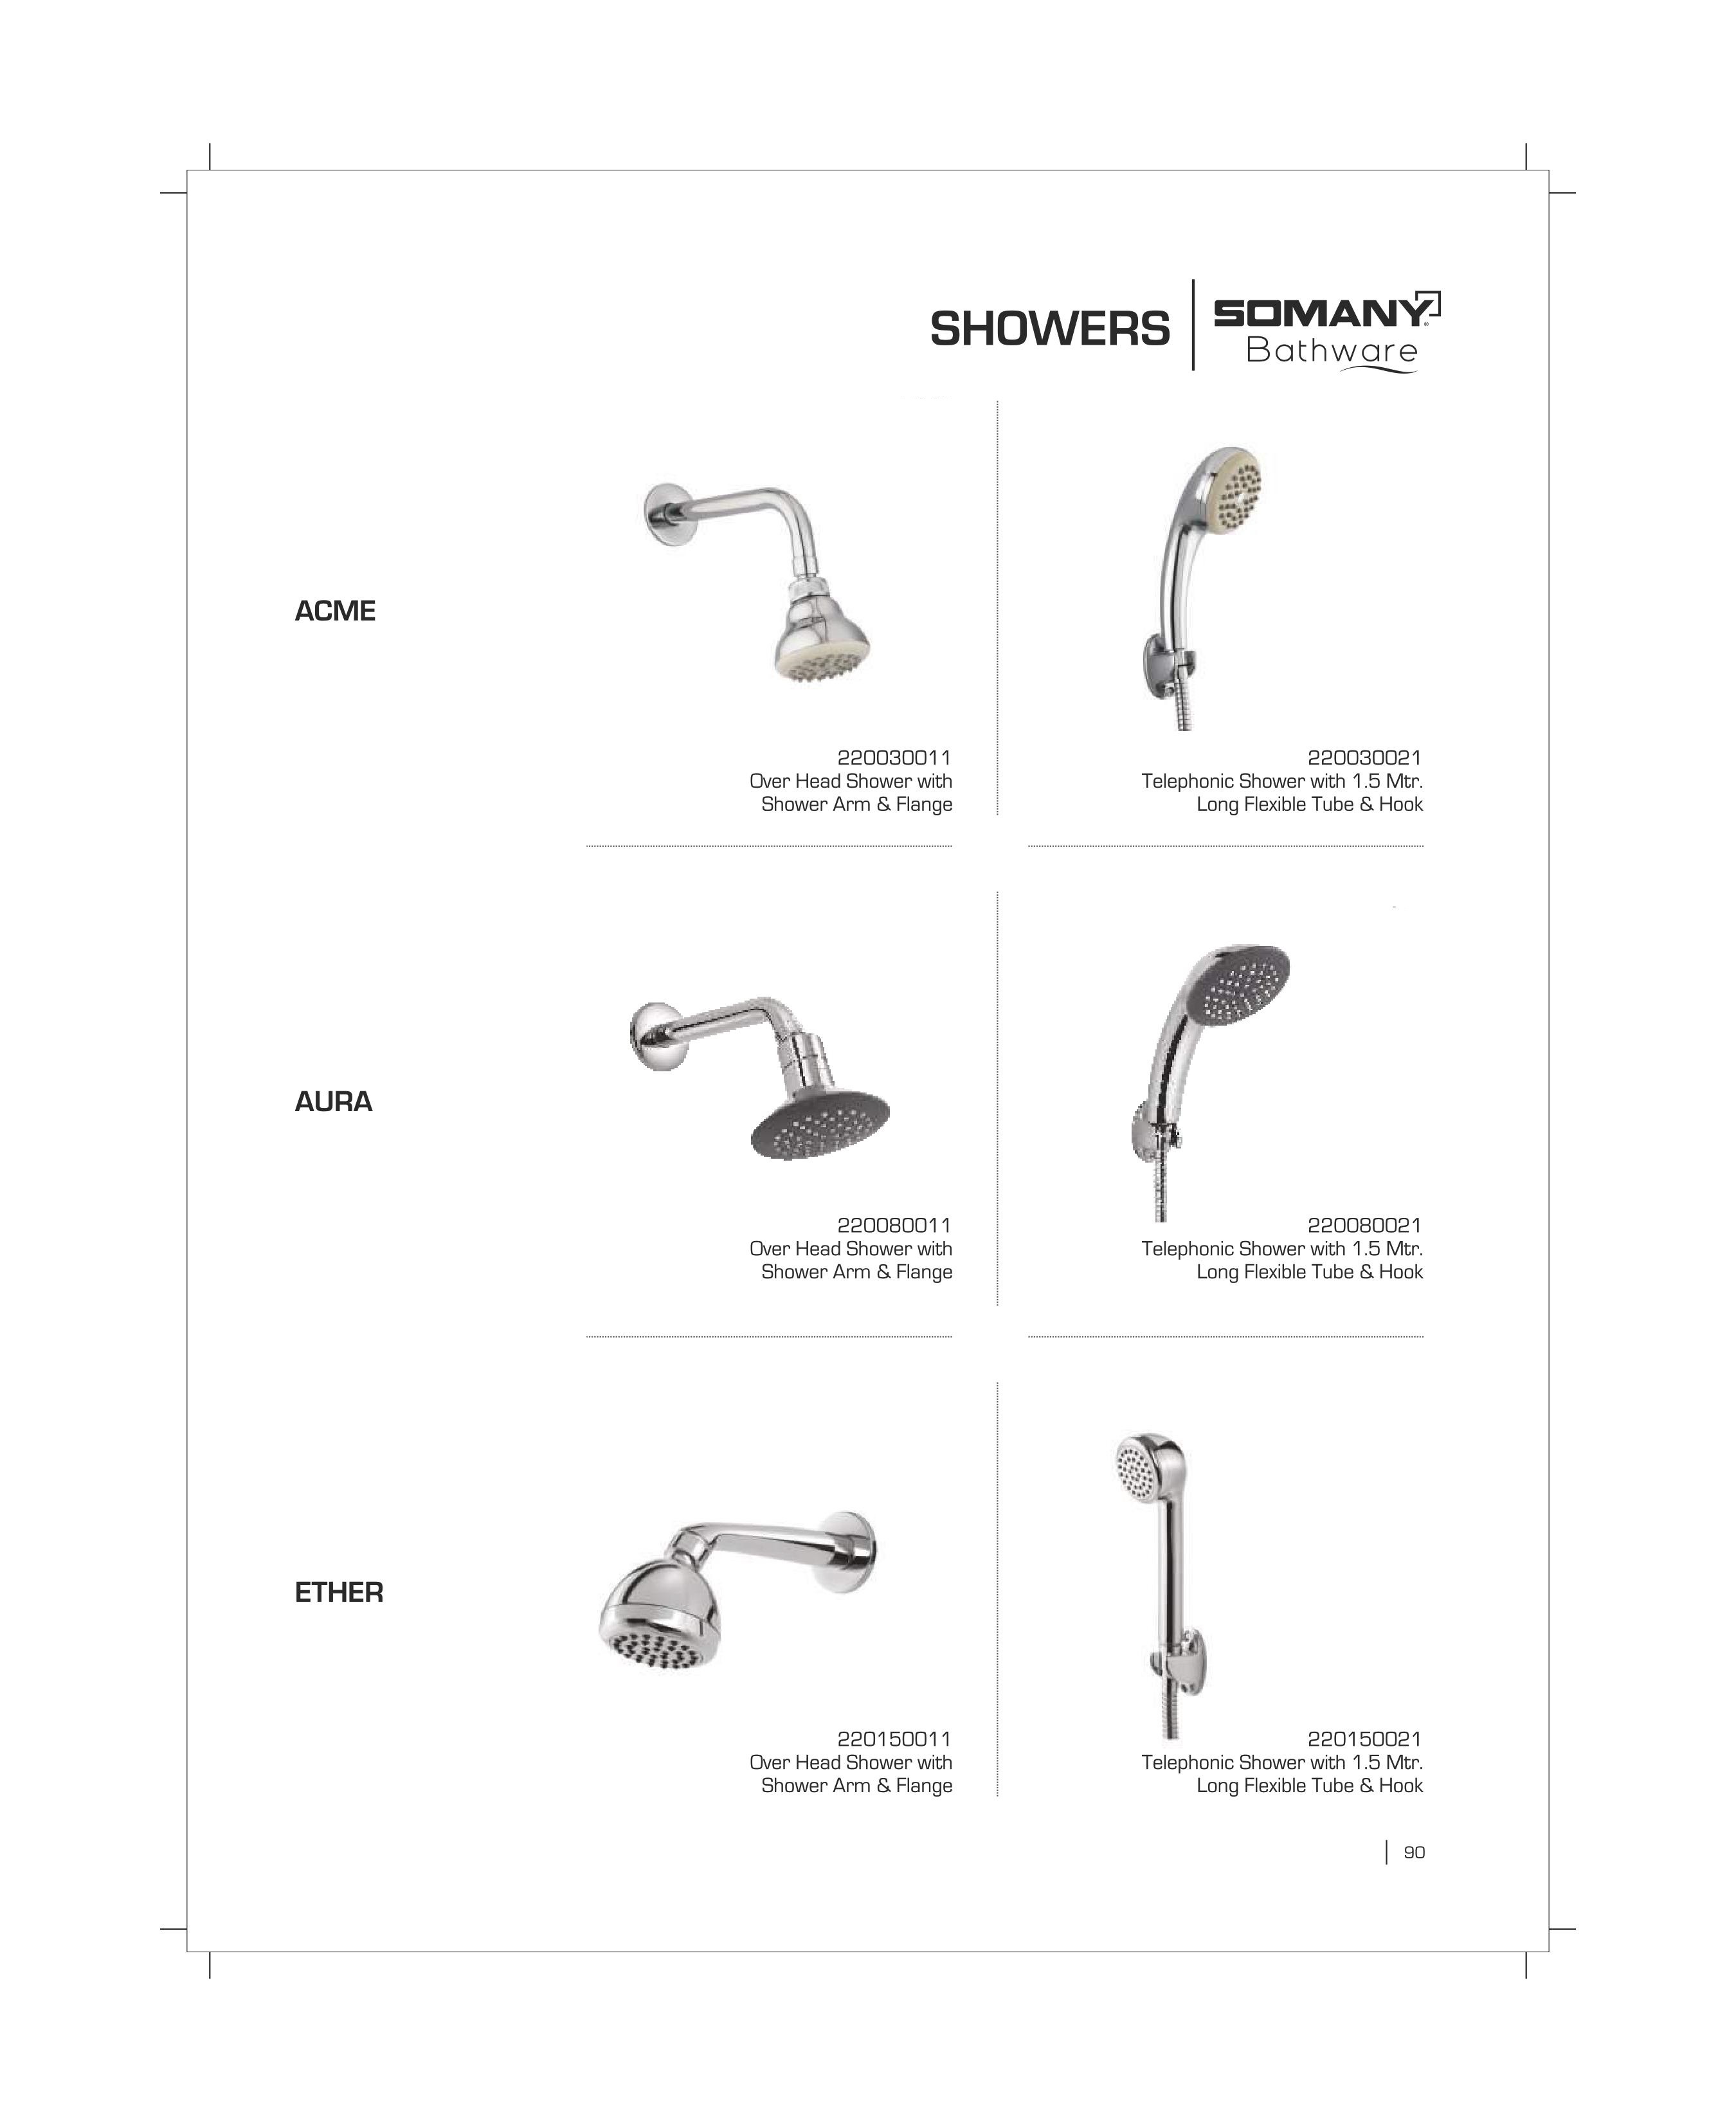 SHOWERS
SOMANY
Bathware
ACME
220030011
Over Head Shower with
Shower Arm & Flange
220030021
Telephonic Shower with 1.5 Mtr.
Long Flexible Tube & Hook
AURA
220080011
Over Head Shower with
Shower Arm & Flange
220080021
Telephonic Shower with 1.5 Mtr.
Long Flexible Tube & Hook
ETHER
220150011
Over Head Shower with
Shower Arm & Flange
220150021
Telephonic Shower with 1.5 Mtr.
Long Flexible Tube & Hook
90